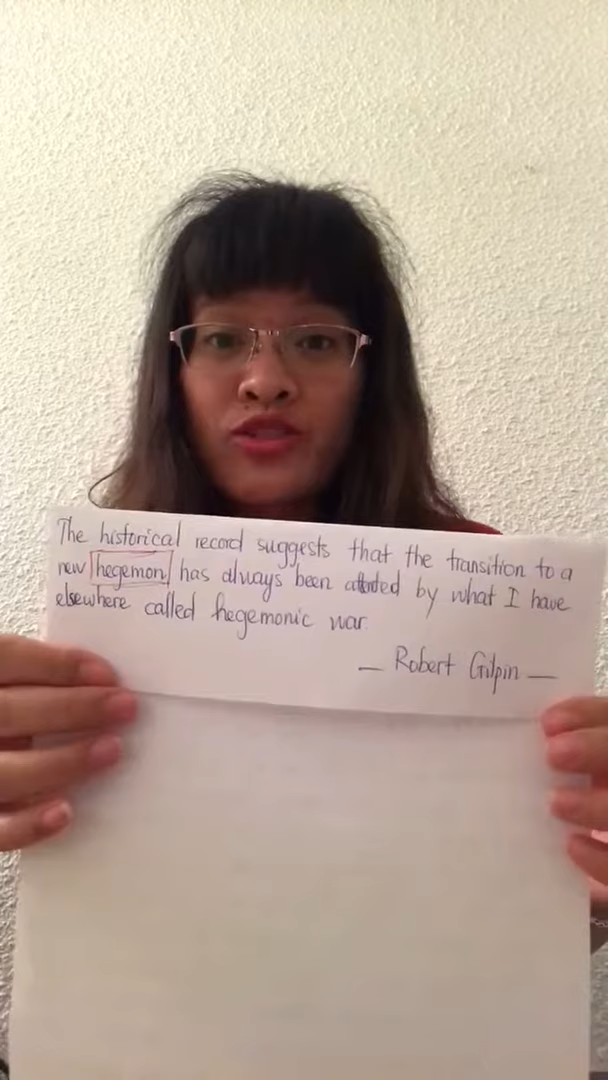 The historical record suggests that the transition to a
new hegemon has always been attended by what I have
elsewhere called hegemonic war.
— Robert Gilpin —